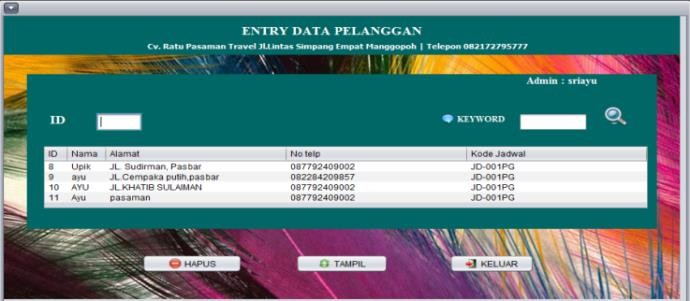 ENTRY DATA PELANGGAN
Cv. Ratu Pasaman Travel Jl.Lintas Simpang Empat Manggopoh | Telepon 082172795777
Admin : sriayu
ID KEYWORD
ID Nama Alamat No telp Kode Jadwal
8 Upik JL. Sudirman, Pasbar 087792409002 JD-001PG
9 ayu JL.Cempaka putih,pasbar 082284209857 JD-001PG
10 AYU JL.KHATIB SULAIMAN 087792409002 JD-001PG
11 Ayu pasaman 087792409002 JD-001PG
HAPUS TAMPIL KELUAR